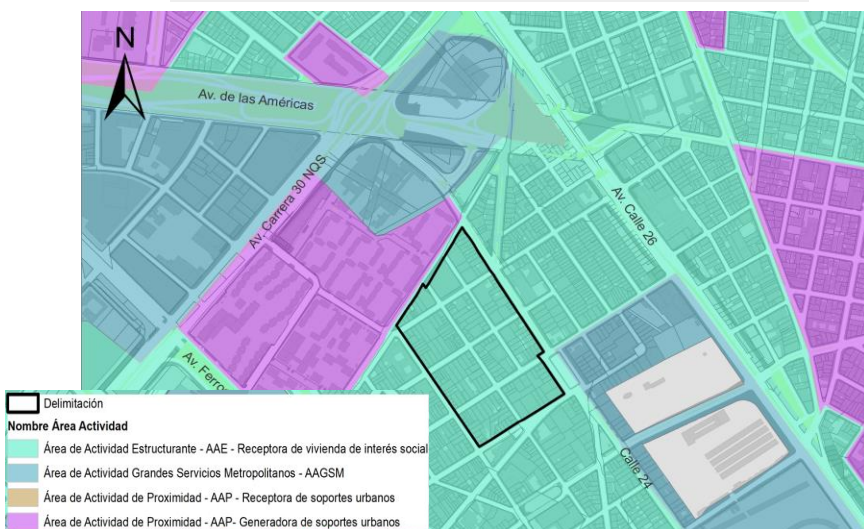 N
Av. de las Américas
Av. Carrera 30 NQS
Av. Calle 26
Av. Ferro
Calle 24
Delimitación
Nombre Área Actividad
Área de Actividad Estructurante - AAE - Receptora de vivienda de interés social
Área de Actividad Grandes Servicios Metropolitanos - AAGSM
Área de Actividad de Proximidad - AAP - Receptora de soportes urbanos
Área de Actividad de Proximidad - AAP- Generadora de soportes urbanos